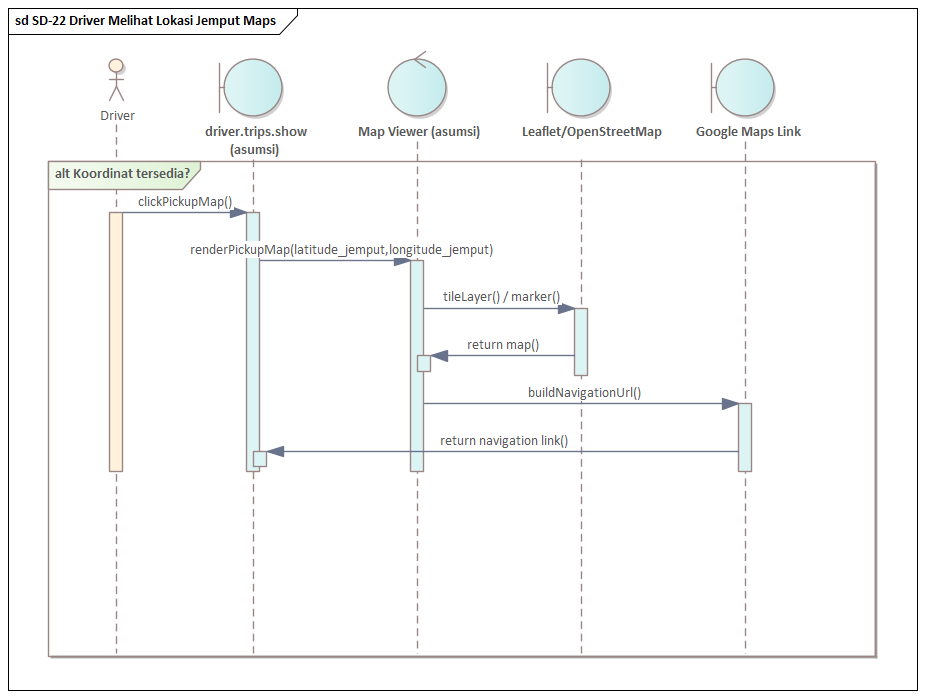 sd SD-22 Driver Melihat Lokasi Jemput Maps
Driver
driver.trips.show
(asumsi)
Map Viewer (asumsi)
Leaflet/OpenStreetMap
Google Maps Link
alt Koordinat tersedia?
clickPickupMap()
renderPickupMap(latitude_jemput,longitude_jemput)
tileLayer() / marker()
return map()
buildNavigationUrl()
return navigation link()